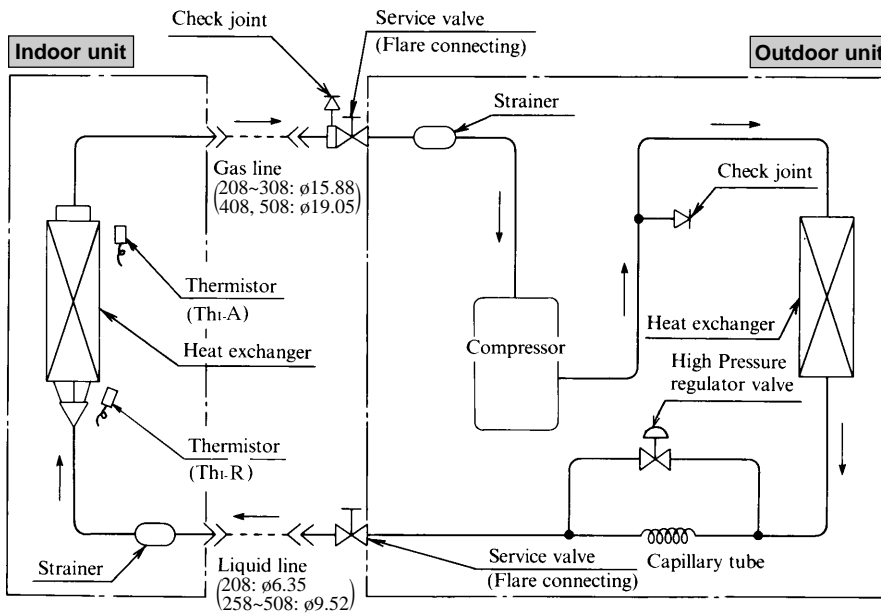 Check joint
Service valve
(Flare connecting)
Indoor unit
Outdoor unit
Strainer
Gas line
(208~308: ø15.88
408, 508: ø19.05)
Check joint
Thermistor
(ThI-A)
Heat exchanger
Compressor
Heat exchanger
High Pressure
regulator valve
Thermistor
(ThI-R)
Strainer
Liquid line
(208: ø6.35
258~508: ø9.52)
Service valve
(Flare connecting)
Capillary tube